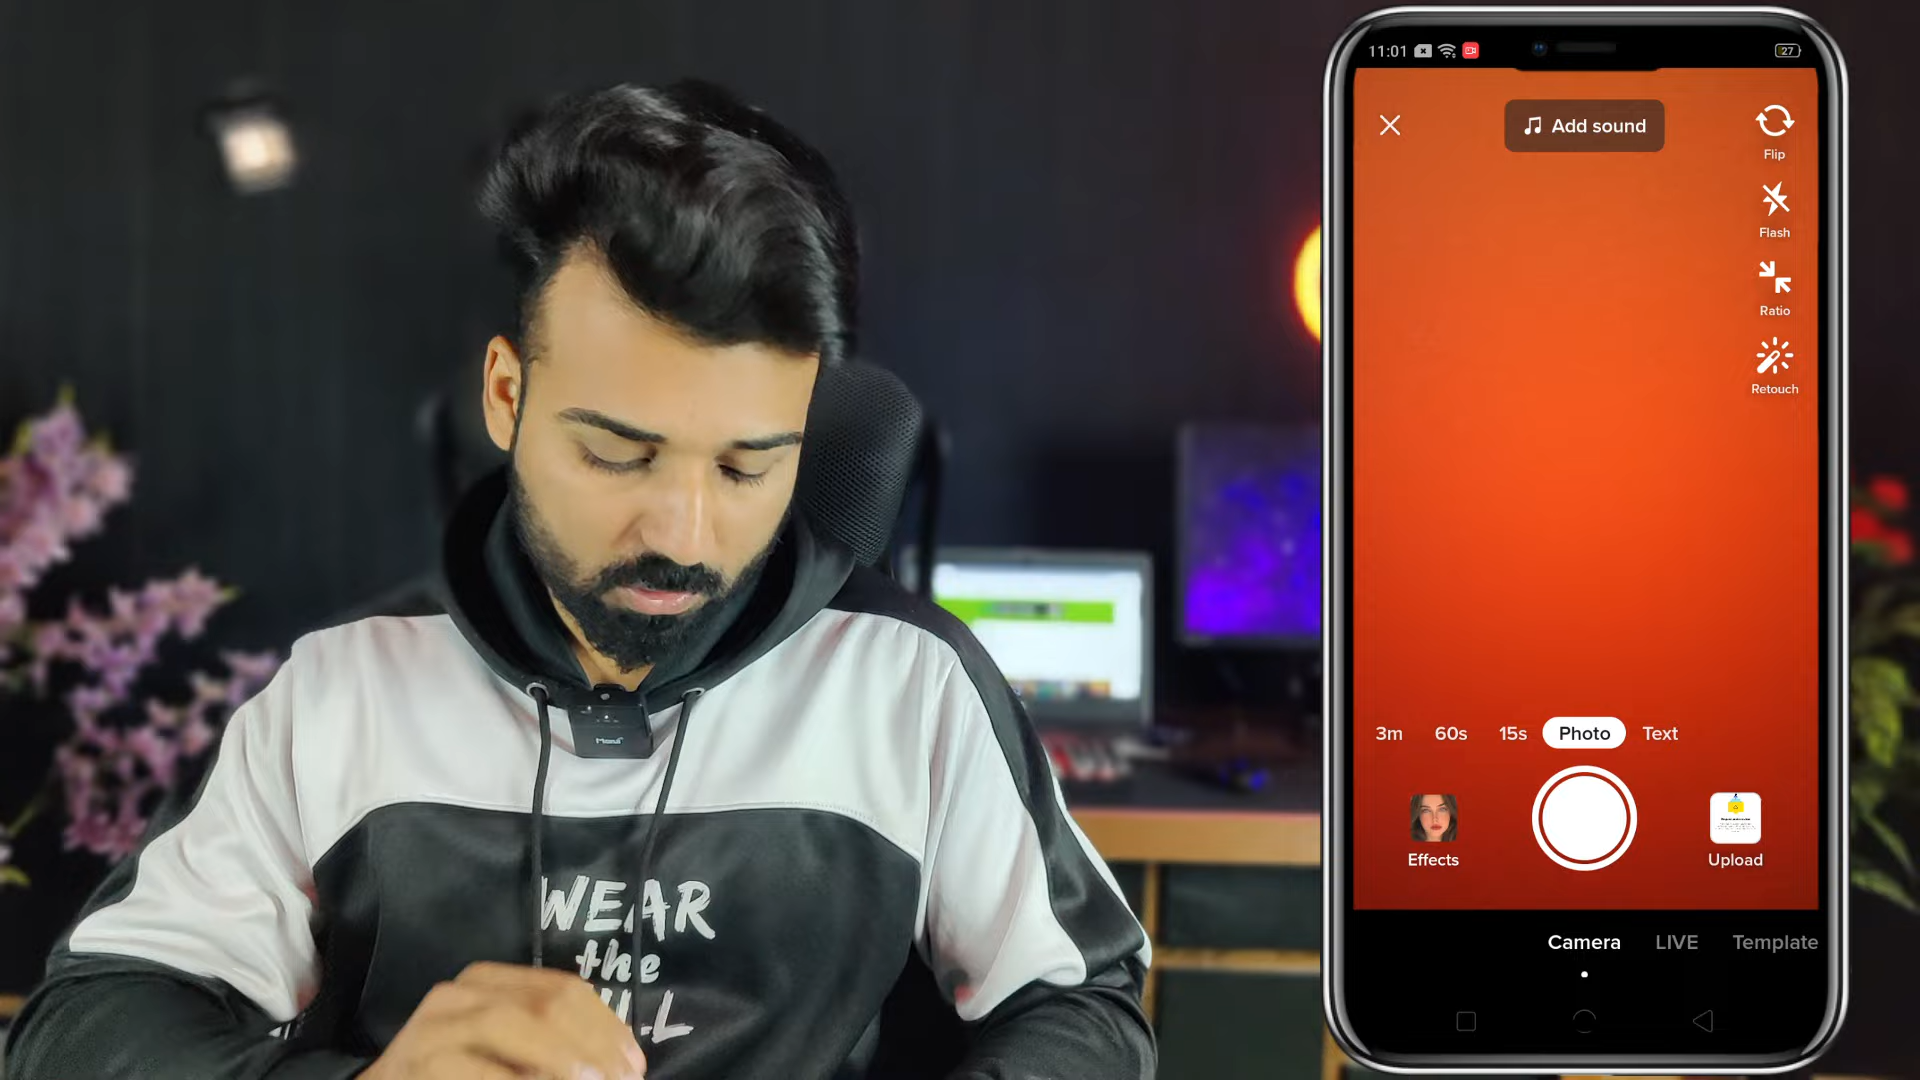 11:01
27
Add sound
Flip
Flash
Ratio
Retouch
3m 60s 15s Photo Text
Effects
Upload
Camera LIVE Template
WEAR
the